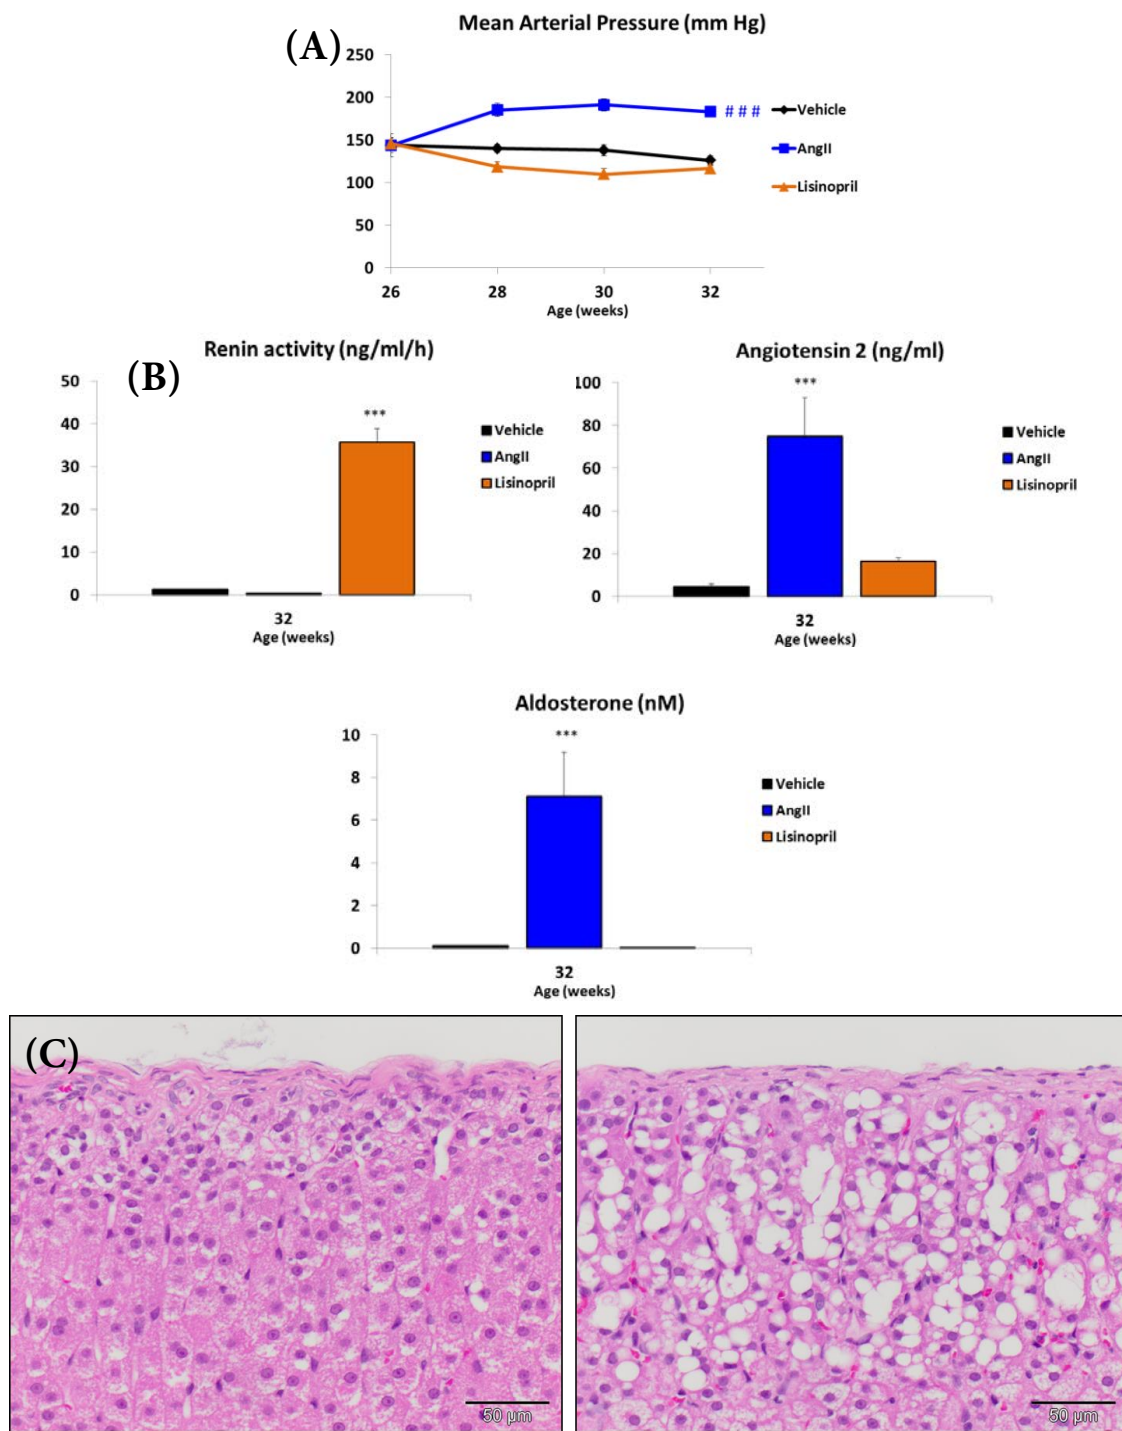 Mean Arterial Pressure (mm Hg)
(A)
250
200
150
100
50
0
26 28 30 32
Age (weeks)
# # #
Vehicle
AngII
Lisinopril
Renin activity (ng/ml/h)
(B)
50
40
30
20
10
0
***
32
Age (weeks)
Vehicle
AngII
Lisinopril
Angiotensin 2 (ng/ml)
100
80
60
40
20
0
***
32
Age (weeks)
Vehicle
AngII
Lisinopril
Aldosterone (nM)
10
8
6
4
2
0
***
32
Age (weeks)
Vehicle
AngII
Lisinopril
(C)
50 µm
50 µm